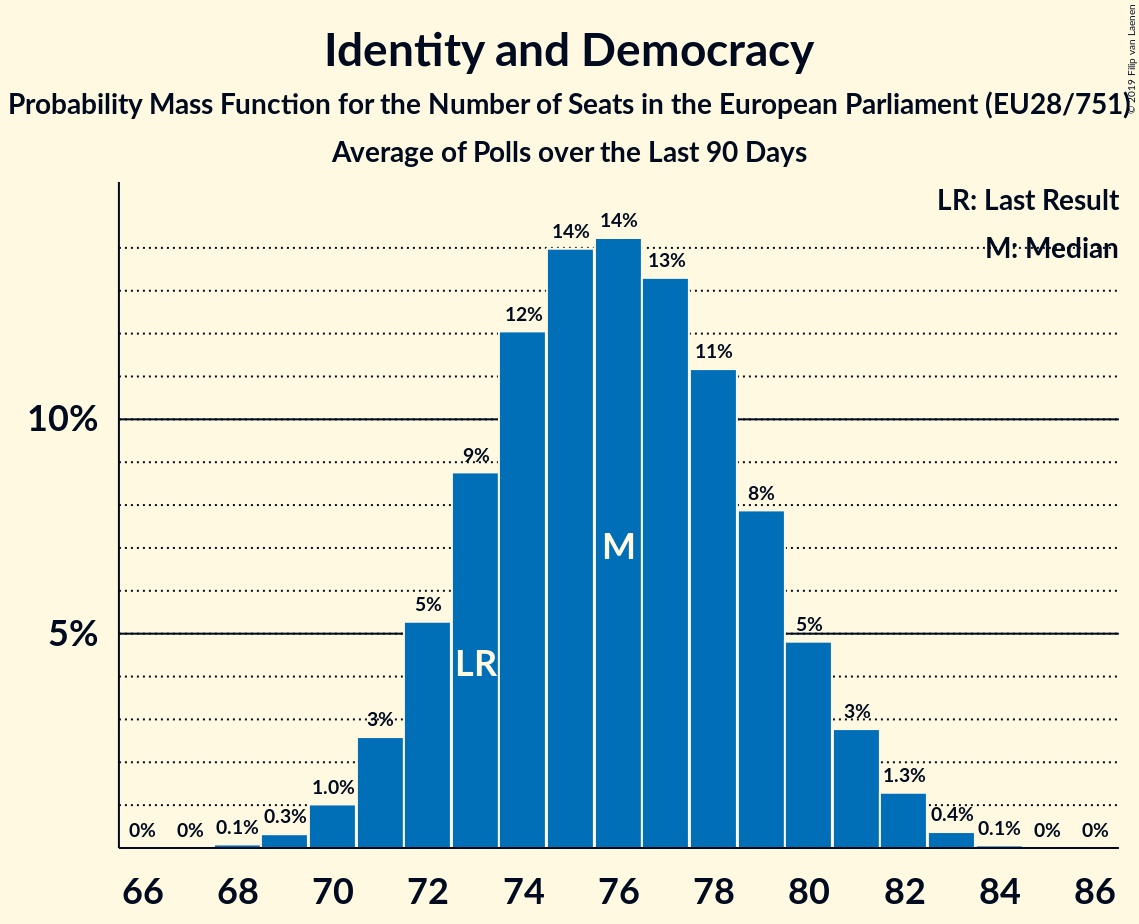 Identity and Democracy
Probability Mass Function for the Number of Seats in the European Parliament (EU28/751)
Average of Polls over the Last 90 Days
© 2019 Filip van Laenen
LR: Last Result
M: Median
10%
5%
0%
0%
0.1%
0.3%
1.0%
3%
5%
9%
12%
14%
14%
13%
11%
8%
5%
3%
1.3%
0.4%
0.1%
0%
0%
LR
M
66 68 70 72 74 76 78 80 82 84 86